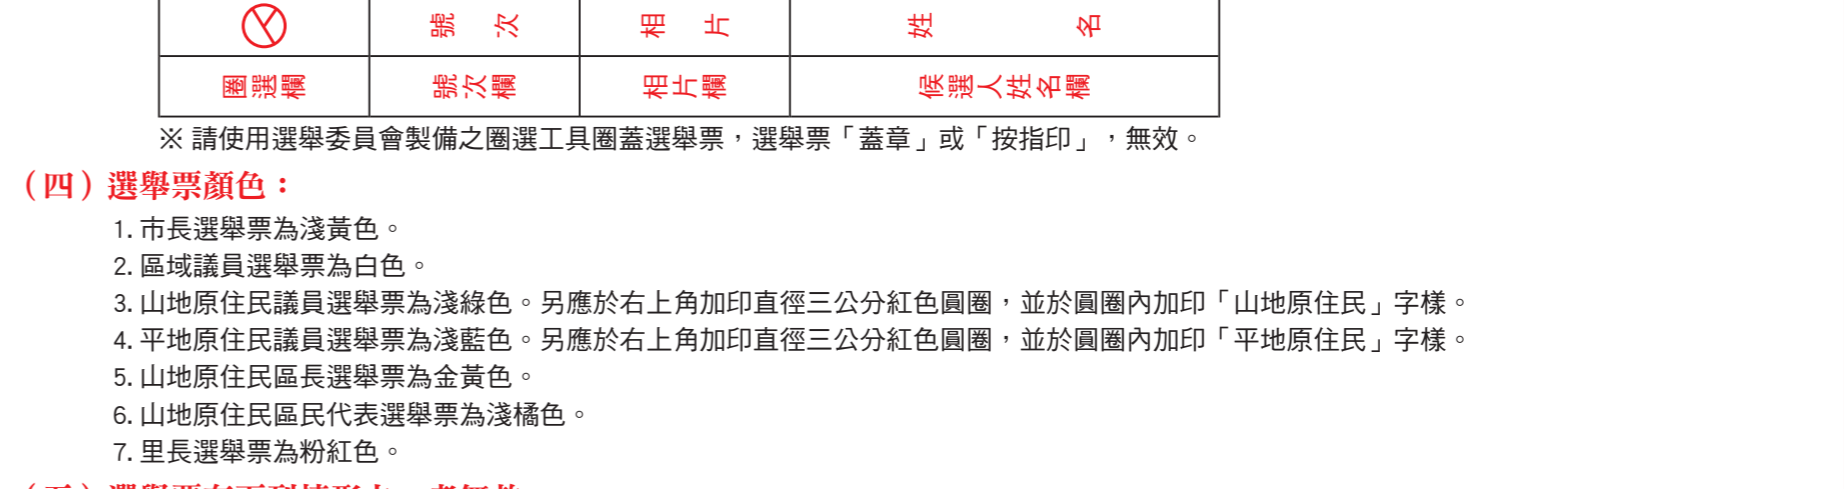 號次 相片 姓名
圈選欄 號次欄 相片欄 候選人姓名欄
※ 請使用選舉委員會製備之圈選工具圈蓋選舉票，選舉票「蓋章」或「按指印」，無效。
（四）選舉票顏色：
1. 市長選舉票為淺黃色。
2. 區域議員選舉票為白色。
3. 山地原住民議員選舉票為淺綠色。另應於右上角加印直徑三公分紅色圓圈，並於圓圈內加印「山地原住民」字樣。
4. 平地原住民議員選舉票為淺藍色。另應於右上角加印直徑三公分紅色圓圈，並於圓圈內加印「平地原住民」字樣。
5. 山地原住民區長選舉票為金黃色。
6. 山地原住民區民代表選舉票為淺橘色。
7. 里長選舉票為粉紅色。